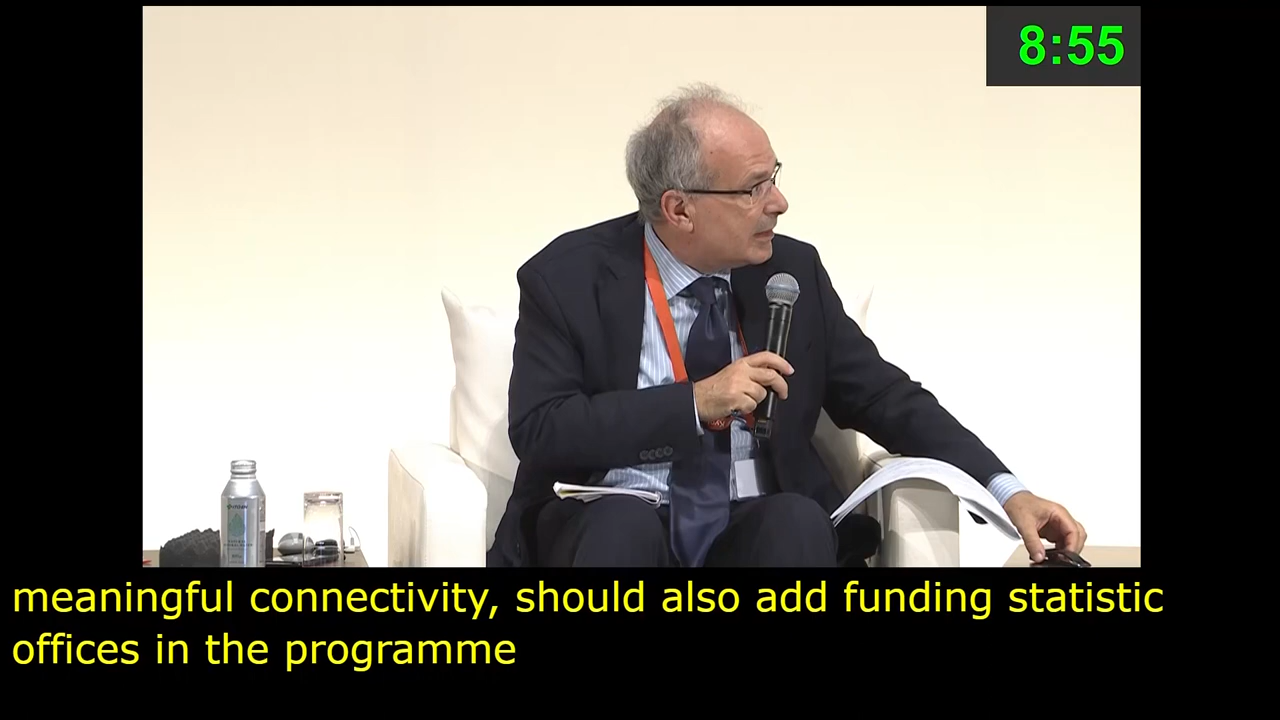 8:55
meaningful connectivity, should also add funding statistic
offices in the programme